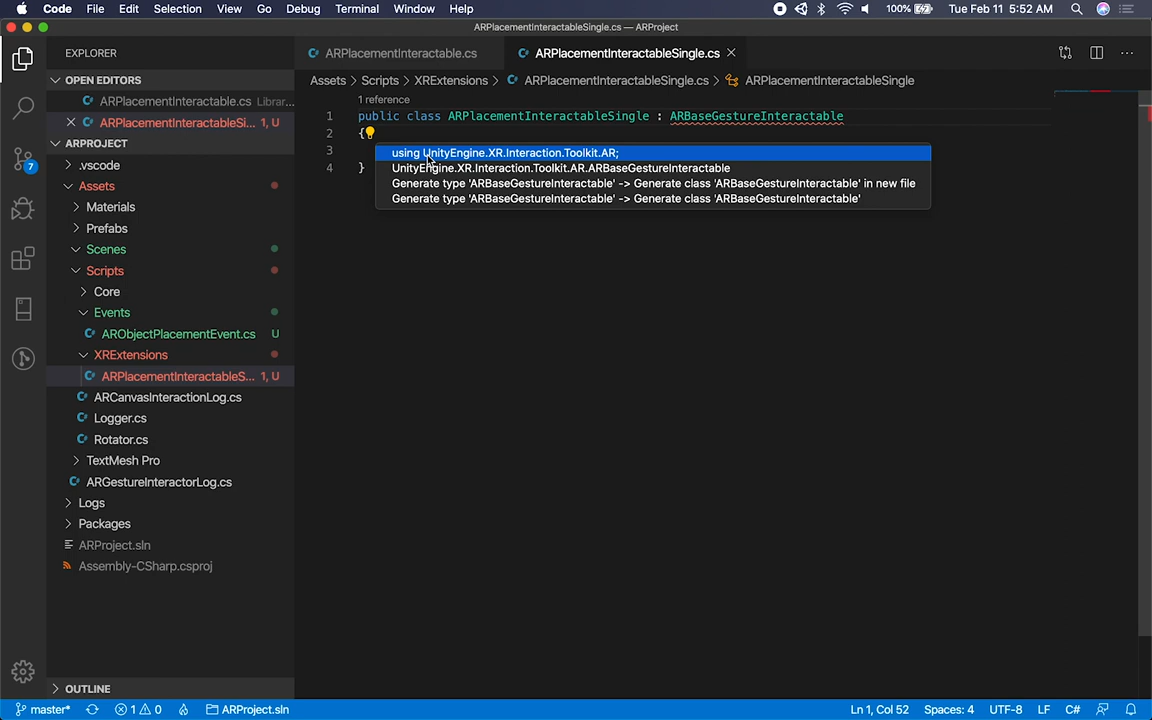 Code File Edit Selection View Go Debug Terminal Window Help 100% Tue Feb 11 5:52 AM
ARPlacementInteractableSingle.cs — ARProject
EXPLORER
ARPlacementInteractable.cs
ARPlacementInteractableSingle.cs
OPEN EDITORS
ARPlacementInteractable.cs Librar...
ARPlacementInteractableSi... 1, U
Assets > Scripts > XRExtensions > ARPlacementInteractableSingle.cs > ARPlacementInteractableSingle
1 reference
1 public class ARPlacementInteractableSingle : ARBaseGestureInteractable
2 {
3
4 }
using UnityEngine.XR.Interaction.Toolkit.AR;
UnityEngine.XR.Interaction.Toolkit.AR.ARBaseGestureInteractable
Generate type 'ARBaseGestureInteractable' -> Generate class 'ARBaseGestureInteractable' in new file
Generate type 'ARBaseGestureInteractable' -> Generate class 'ARBaseGestureInteractable'
ARPROJECT
.vscode
Assets
Materials
Prefabs
Scenes
Scripts
Core
Events
ARObjectPlacementEvent.cs U
XRExtensions
ARPlacementInteractableS... 1, U
ARCanvasInteractionLog.cs
Logger.cs
Rotator.cs
TextMesh Pro
ARGestureInteractorLog.cs
Logs
Packages
ARProject.sln
Assembly-CSharp.csproj
7
OUTLINE
master* 1 0 ARProject.sln Ln 1, Col 52 Spaces: 4 UTF-8 LF C#